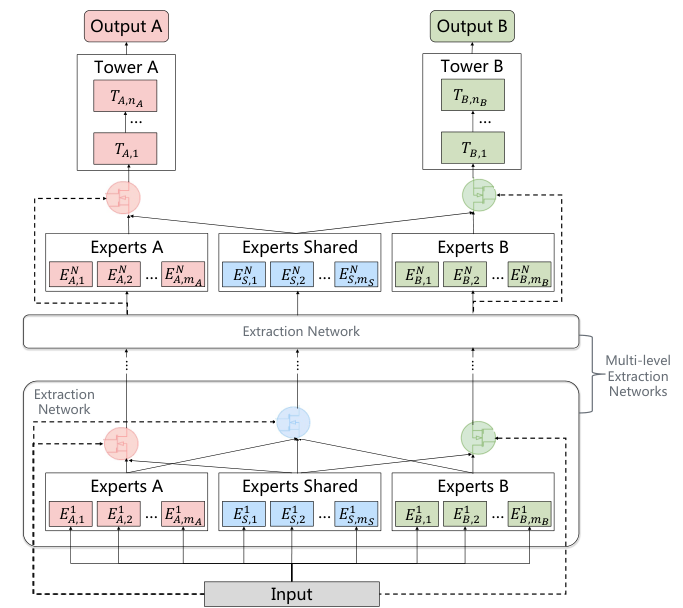 Output A
Output B
Tower A
Tower B
T_{A,n_A}
T_{B,n_B}
...
...
T_{A,1}
T_{B,1}
Experts A
Experts Shared
Experts B
E^N_{A,1} E^N_{A,2} ... E^N_{A,m_A}
E^N_{S,1} E^N_{S,2} ... E^N_{S,m_S}
E^N_{B,1} E^N_{B,2} ... E^N_{B,m_B}
Extraction Network
Multi-level
Extraction
Networks
... ... ...
Extraction
Network
Experts A
Experts Shared
Experts B
E^1_{A,1} E^1_{A,2} ... E^1_{A,m_A}
E^1_{S,1} E^1_{S,2} ... E^1_{S,m_S}
E^1_{B,1} E^1_{B,2} ... E^1_{B,m_B}
Input